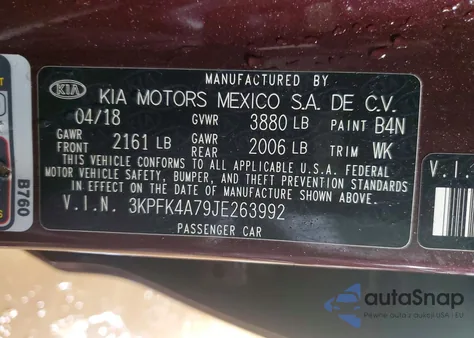 MANUFACTURED BY
KIA KIA MOTORS MEXICO S.A. DE C.V.
04/18 GVWR 3880 LB PAINT B4N
GAWR FRONT 2161 LB GAWR REAR 2006 LB TRIM WK
THIS VEHICLE CONFORMS TO ALL APPLICABLE U.S.A. FEDERAL
MOTOR VEHICLE SAFETY, BUMPER, AND THEFT PREVENTION STANDARDS
IN EFFECT ON THE DATE OF MANUFACTURE SHOWN ABOVE.
V.I.N. 3KPFK4A79JE263992
PASSENGER CAR
B760
autoSnap